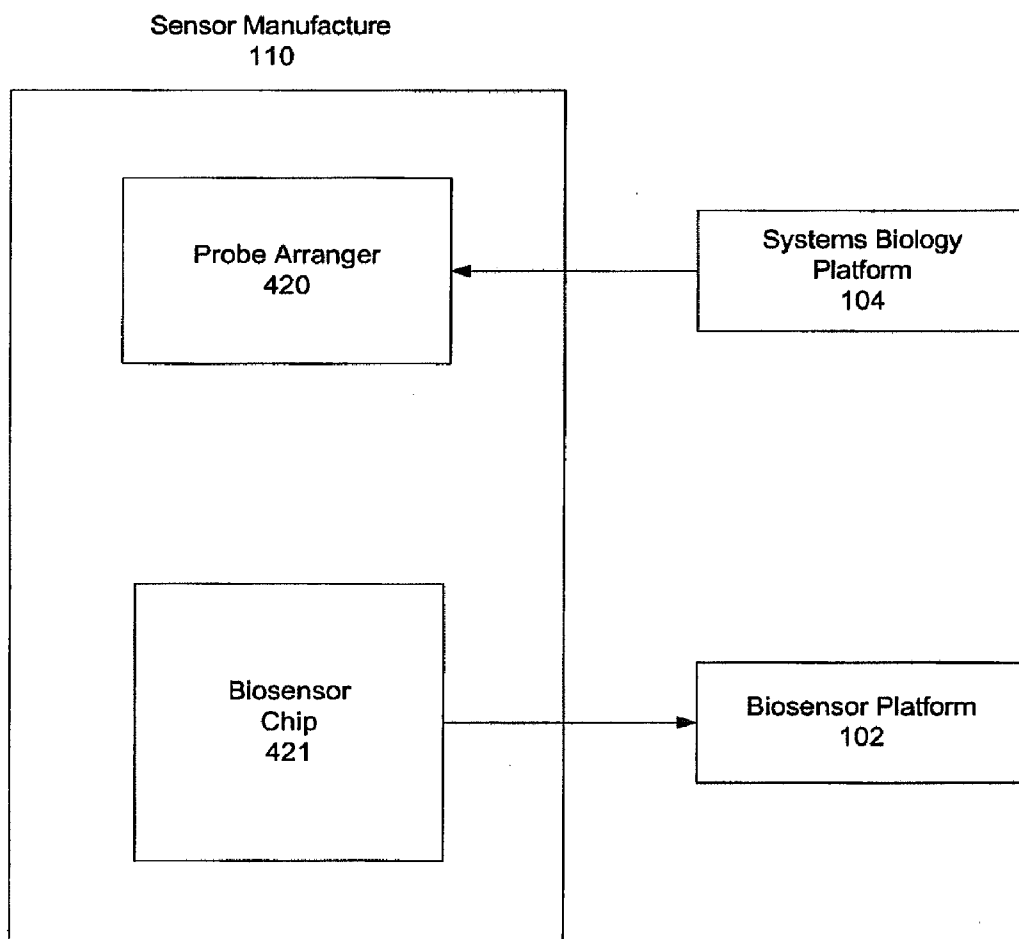 Sensor Manufacture
110
Probe Arranger
420
Systems Biology
Platform
104
Biosensor
Chip
421
Biosensor Platform
102